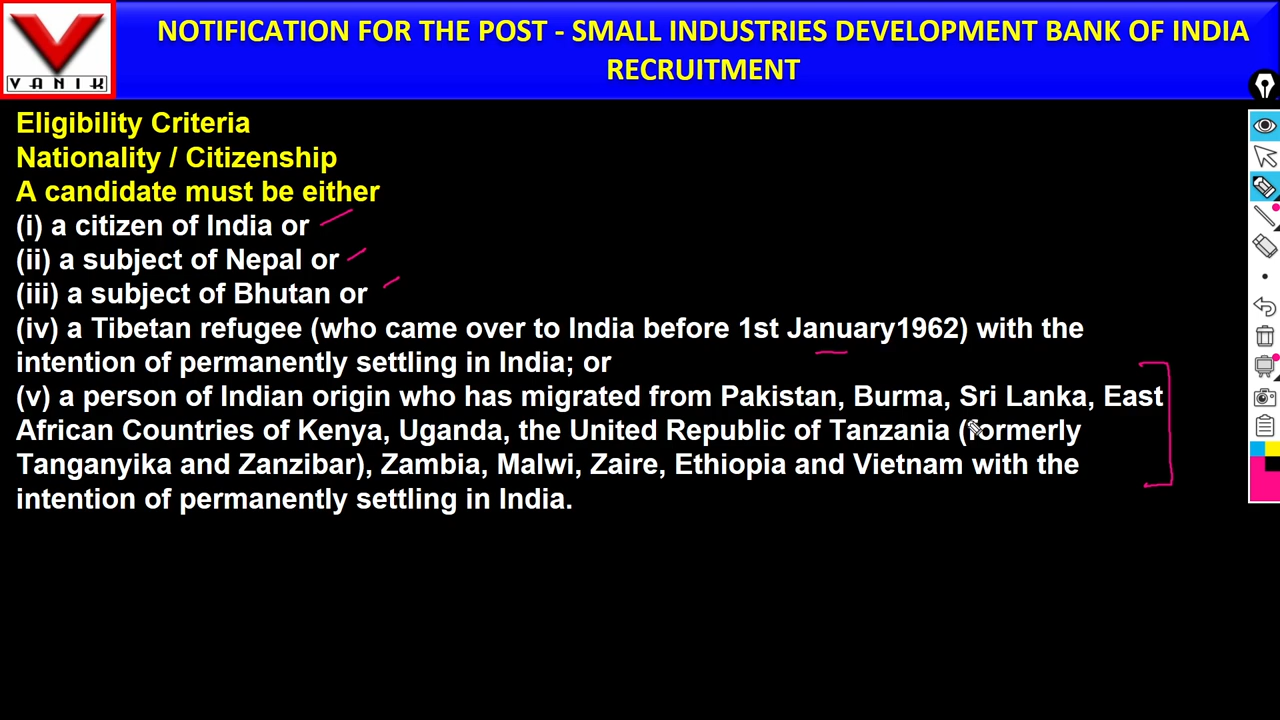 VANIK
NOTIFICATION FOR THE POST - SMALL INDUSTRIES DEVELOPMENT BANK OF INDIA
RECRUITMENT
Eligibility Criteria
Nationality / Citizenship
A candidate must be either
(i) a citizen of India or
(ii) a subject of Nepal or
(iii) a subject of Bhutan or
(iv) a Tibetan refugee (who came over to India before 1st January1962) with the
intention of permanently settling in India; or
(v) a person of Indian origin who has migrated from Pakistan, Burma, Sri Lanka, East
African Countries of Kenya, Uganda, the United Republic of Tanzania (formerly
Tanganyika and Zanzibar), Zambia, Malwi, Zaire, Ethiopia and Vietnam with the
intention of permanently settling in India.